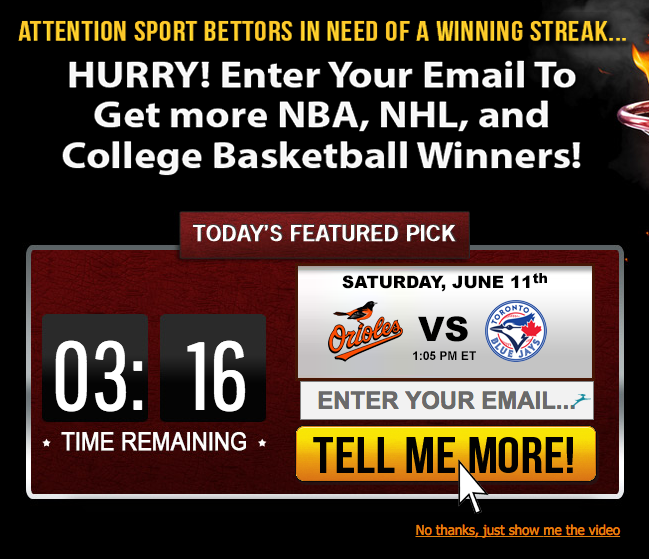 ATTENTION SPORT BETTORS IN NEED OF A WINNING STREAK...
HURRY! Enter Your Email To
Get more NBA, NHL, and
College Basketball Winners!
TODAY'S FEATURED PICK
SATURDAY, JUNE 11th
Orioles VS TORONTO BLUE JAYS
1:05 PM ET
03: 16
TIME REMAINING
ENTER YOUR EMAIL...
TELL ME MORE!
No thanks, just show me the video